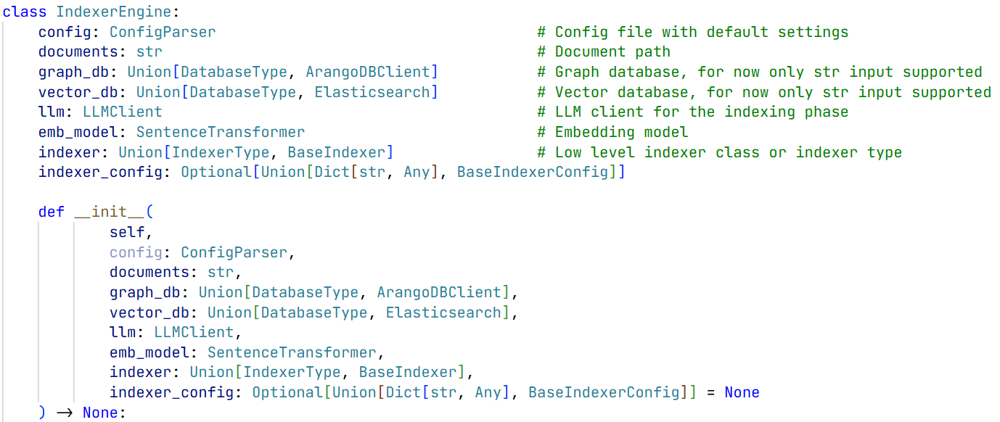 class IndexerEngine:
    config: ConfigParser                                    # Config file with default settings
    documents: str                                          # Document path
    graph_db: Union[DatabaseType, ArangoDBClient]           # Graph database, for now only str input supported
    vector_db: Union[DatabaseType, Elasticsearch]           # Vector database, for now only str input supported
    llm: LLMClient                                          # LLM client for the indexing phase
    emb_model: SentenceTransformer                          # Embedding model
    indexer: Union[IndexerType, BaseIndexer]                # Low level indexer class or indexer type
    indexer_config: Optional[Union[Dict[str, Any], BaseIndexerConfig]]

    def __init__(
            self,
            config: ConfigParser,
            documents: str,
            graph_db: Union[DatabaseType, ArangoDBClient],
            vector_db: Union[DatabaseType, Elasticsearch],
            llm: LLMClient,
            emb_model: SentenceTransformer,
            indexer: Union[IndexerType, BaseIndexer],
            indexer_config: Optional[Union[Dict[str, Any], BaseIndexerConfig]] = None
    ) -> None: